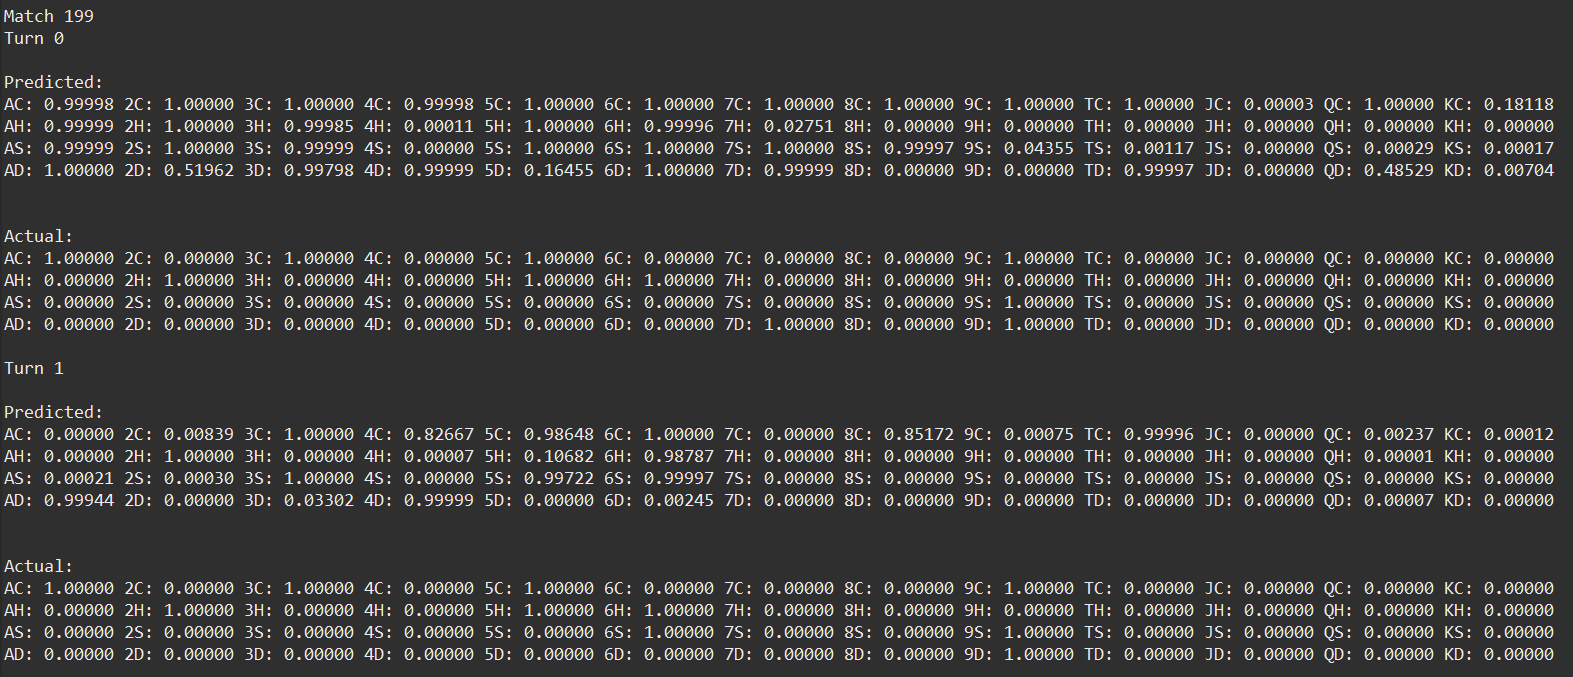 Match 199
Turn 0
Predicted:
AC: 0.99998 2C: 1.00000 3C: 1.00000 4C: 0.99998 5C: 1.00000 6C: 1.00000 7C: 1.00000 8C: 1.00000 9C: 1.00000 TC: 1.00000 JC: 0.00003 QC: 1.00000 KC: 0.18118
AH: 0.99999 2H: 1.00000 3H: 0.99985 4H: 0.00011 5H: 1.00000 6H: 0.99996 7H: 0.02751 8H: 0.00000 9H: 0.00000 TH: 0.00000 JH: 0.00000 QH: 0.00000 KH: 0.00000
AS: 0.99999 2S: 1.00000 3S: 0.99999 4S: 0.00000 5S: 1.00000 6S: 1.00000 7S: 1.00000 8S: 0.99997 9S: 0.04355 TS: 0.00117 JS: 0.00000 QS: 0.00029 KS: 0.00017
AD: 1.00000 2D: 0.51962 3D: 0.99798 4D: 0.99999 5D: 0.16455 6D: 1.00000 7D: 0.99999 8D: 0.00000 9D: 0.00000 TD: 0.99997 JD: 0.00000 QD: 0.48529 KD: 0.00704
Actual:
AC: 1.00000 2C: 0.00000 3C: 1.00000 4C: 0.00000 5C: 1.00000 6C: 0.00000 7C: 0.00000 8C: 0.00000 9C: 1.00000 TC: 0.00000 JC: 0.00000 QC: 0.00000 KC: 0.00000
AH: 0.00000 2H: 1.00000 3H: 0.00000 4H: 0.00000 5H: 1.00000 6H: 1.00000 7H: 0.00000 8H: 0.00000 9H: 0.00000 TH: 0.00000 JH: 0.00000 QH: 0.00000 KH: 0.00000
AS: 0.00000 2S: 0.00000 3S: 0.00000 4S: 0.00000 5S: 0.00000 6S: 0.00000 7S: 0.00000 8S: 0.00000 9S: 1.00000 TS: 0.00000 JS: 0.00000 QS: 0.00000 KS: 0.00000
AD: 0.00000 2D: 0.00000 3D: 0.00000 4D: 0.00000 5D: 0.00000 6D: 0.00000 7D: 1.00000 8D: 0.00000 9D: 1.00000 TD: 0.00000 JD: 0.00000 QD: 0.00000 KD: 0.00000
Turn 1
Predicted:
AC: 0.00000 2C: 0.00839 3C: 1.00000 4C: 0.82667 5C: 0.98648 6C: 1.00000 7C: 0.00000 8C: 0.85172 9C: 0.00075 TC: 0.99996 JC: 0.00000 QC: 0.00237 KC: 0.00012
AH: 0.00000 2H: 1.00000 3H: 0.00000 4H: 0.00007 5H: 0.10682 6H: 0.98787 7H: 0.00000 8H: 0.00000 9H: 0.00000 TH: 0.00000 JH: 0.00000 QH: 0.00001 KH: 0.00000
AS: 0.00021 2S: 0.00030 3S: 1.00000 4S: 0.00000 5S: 0.99722 6S: 0.99997 7S: 0.00000 8S: 0.00000 9S: 0.00000 TS: 0.00000 JS: 0.00000 QS: 0.00000 KS: 0.00000
AD: 0.99944 2D: 0.00000 3D: 0.03302 4D: 0.99999 5D: 0.00000 6D: 0.00245 7D: 0.00000 8D: 0.00000 9D: 0.00000 TD: 0.00000 JD: 0.00000 QD: 0.00007 KD: 0.00000
Actual:
AC: 1.00000 2C: 0.00000 3C: 1.00000 4C: 0.00000 5C: 1.00000 6C: 0.00000 7C: 0.00000 8C: 0.00000 9C: 1.00000 TC: 0.00000 JC: 0.00000 QC: 0.00000 KC: 0.00000
AH: 0.00000 2H: 1.00000 3H: 0.00000 4H: 0.00000 5H: 1.00000 6H: 1.00000 7H: 0.00000 8H: 0.00000 9H: 0.00000 TH: 0.00000 JH: 0.00000 QH: 0.00000 KH: 0.00000
AS: 0.00000 2S: 0.00000 3S: 0.00000 4S: 0.00000 5S: 0.00000 6S: 1.00000 7S: 0.00000 8S: 0.00000 9S: 1.00000 TS: 0.00000 JS: 0.00000 QS: 0.00000 KS: 0.00000
AD: 0.00000 2D: 0.00000 3D: 0.00000 4D: 0.00000 5D: 0.00000 6D: 0.00000 7D: 0.00000 8D: 0.00000 9D: 1.00000 TD: 0.00000 JD: 0.00000 QD: 0.00000 KD: 0.00000